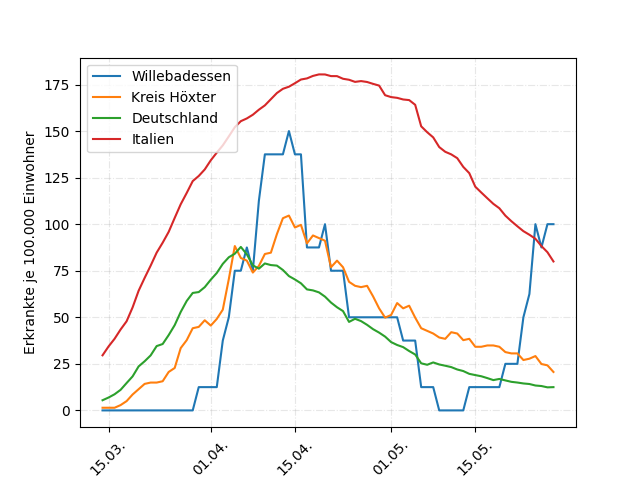 Willebadessen
Kreis Höxter
Deutschland
Italien
Erkrankte je 100.000 Einwohner
175
150
125
100
75
50
25
0
15.03.
01.04.
15.04.
01.05.
15.05.